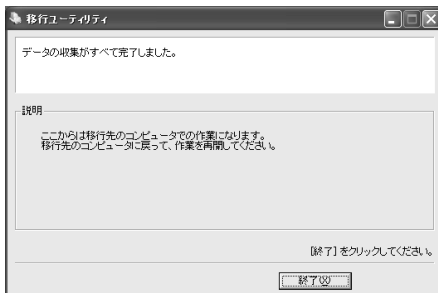 移行ユーティリティ
データの収集がすべて完了しました。
説明
ここからは移行先のコンピュータでの作業になります。
移行先のコンピュータに戻って、作業を再開してください。
[終了]をクリックしてください。
終了(X)